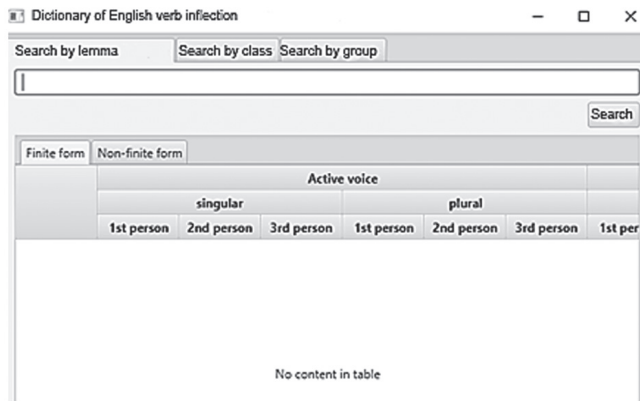 Dictionary of English verb inflection
Search by lemma Search by class Search by group
Search
Finite form Non-finite form
Active voice
singular plural
1st person 2nd person 3rd person 1st person 2nd person 3rd person 1st per
No content in table